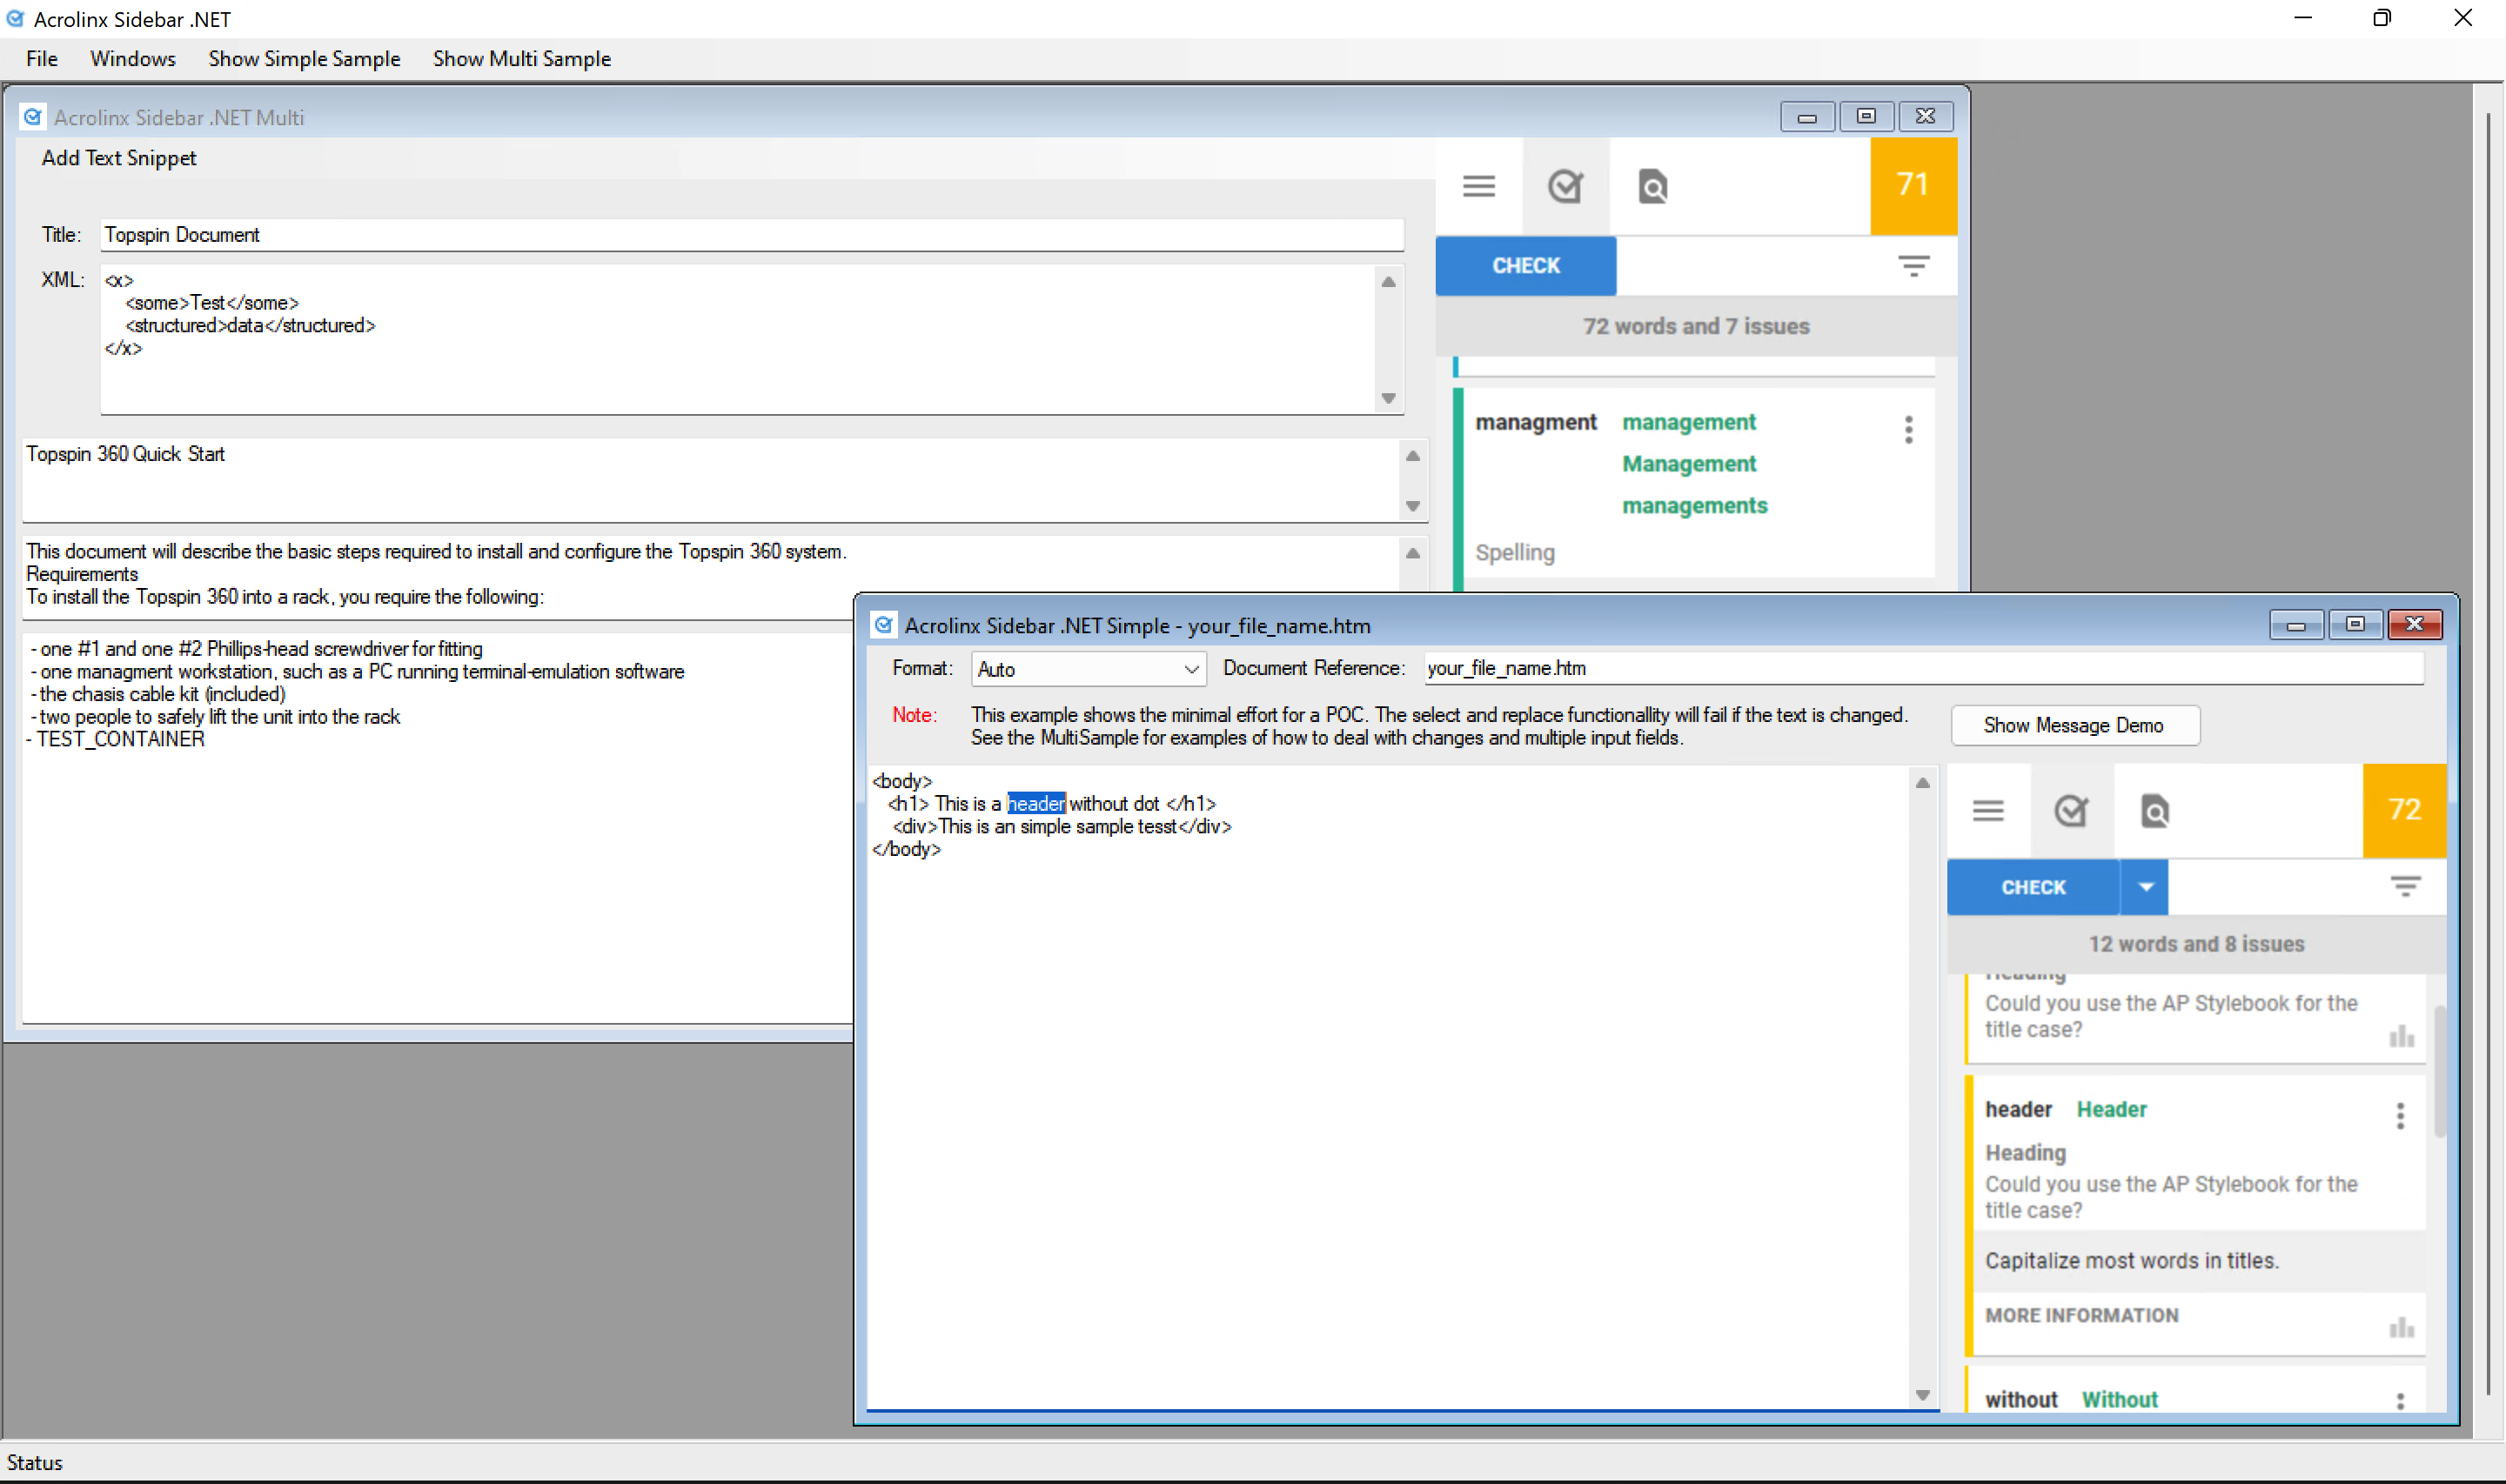 Acrolinx Sidebar .NET
File Windows Show Simple Sample Show Multi Sample
Acrolinx Sidebar .NET Multi
Add Text Snippet
Title: Topspin Document
XML: <x>
<some>Test</some>
<structured>data</structured>
</x>
Topspin 360 Quick Start
This document will describe the basic steps required to install and configure the Topspin 360 system.
Requirements
To install the Topspin 360 into a rack, you require the following:
- one #1 and one #2 Phillips-head screwdriver for fitting
- one managment workstation, such as a PC running terminal-emulation software
- the chasis cable kit (included)
- two people to safely lift the unit into the rack
- TEST_CONTAINER
71
CHECK
72 words and 7 issues
managment management
Management
managements
Spelling
Acrolinx Sidebar .NET Simple - your_file_name.htm
Format: Auto Document Reference: your_file_name.htm
Note: This example shows the minimal effort for a POC. The select and replace functionallity will fail if the text is changed.
See the MultiSample for examples of how to deal with changes and multiple input fields.
Show Message Demo
<body>
<h1> This is a header without dot </h1>
<div>This is an simple sample tesst</div>
</body>
72
CHECK
12 words and 8 issues
Heading
Could you use the AP Stylebook for the
title case?
header Header
Heading
Could you use the AP Stylebook for the
title case?
Capitalize most words in titles.
MORE INFORMATION
without Without
Status